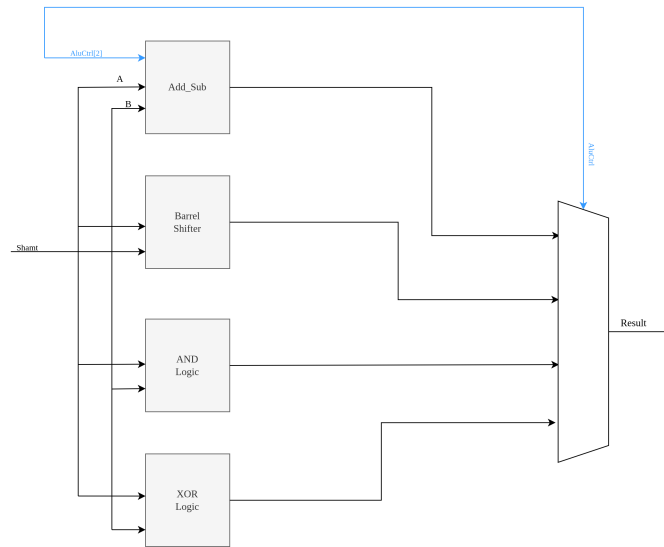 AluCtrl[2]
A
B
Add_Sub
AluCtrl
Barrel
Shifter
Shamt
Result
AND
Logic
XOR
Logic